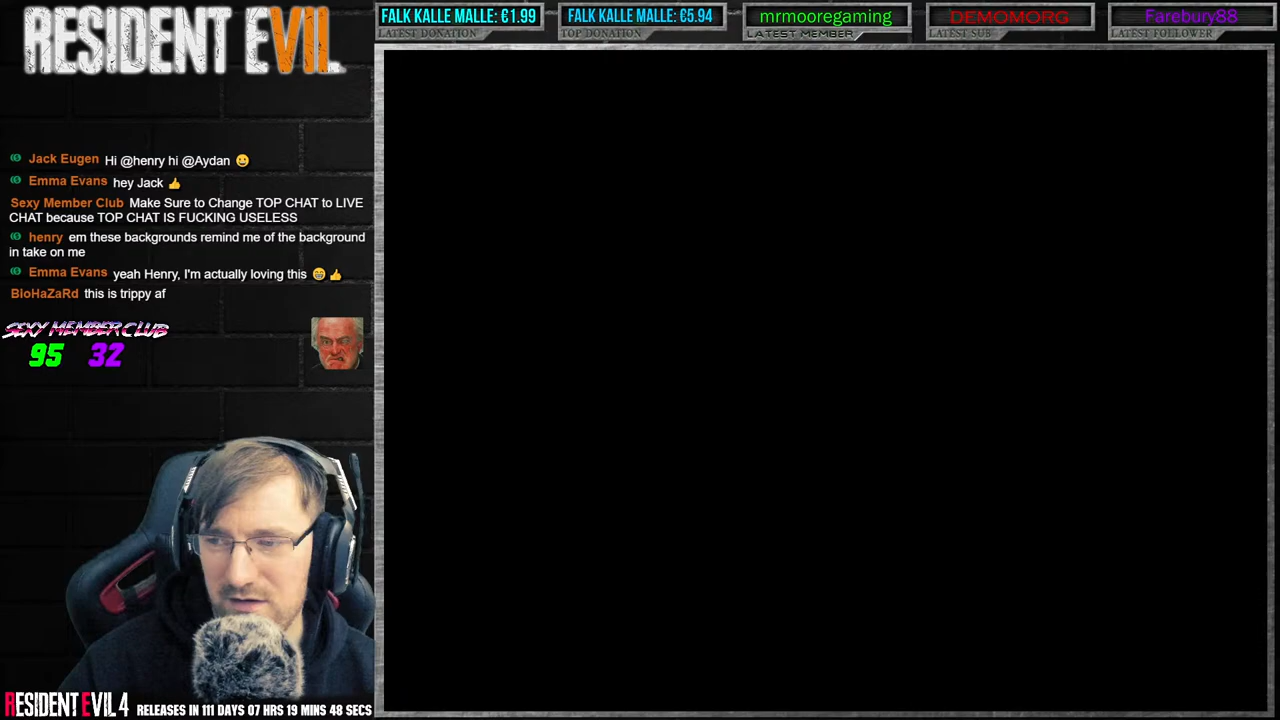 RESIDENT EVIL
FALK KALLE MALLE: €1.99
LATEST DONATION
FALK KALLE MALLE: €5.94
TOP DONATION
mrmooregaming
LATEST MEMBER
DEMOMORG
LATEST SUB
Farebury88
LATEST FOLLOWER
Jack Eugen Hi @henry hi @Aydan 😀
Emma Evans hey Jack 👍
Sexy Member Club Make Sure to Change TOP CHAT to LIVE
CHAT because TOP CHAT IS FUCKING USELESS
henry em these backgrounds remind me of the background
in take on me
Emma Evans yeah Henry, I'm actually loving this 😁👍
BioHaZaRd this is trippy af
SEXY MEMBER CLUB
95 32
RESIDENT EVIL 4 RELEASES IN 111 DAYS 07 HRS 19 MINS 48 SECS